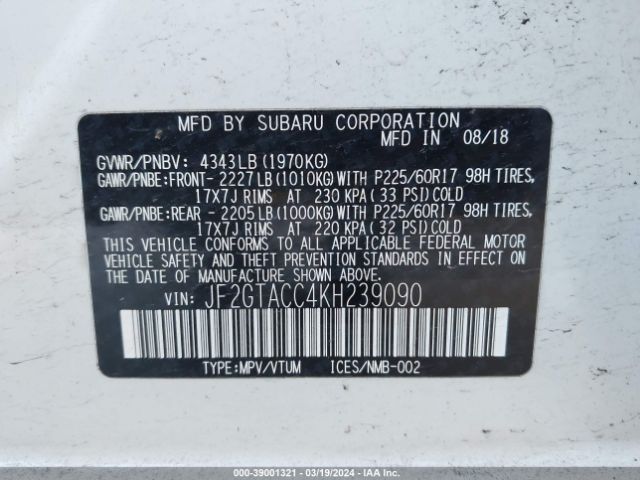 MFD BY SUBARU CORPORATION
MFD IN 08/18
GVWR/PNBV: 4343LB(1970KG)
GAWR/PNBE:FRONT- 2227LB(1010KG)WITH P225/60R17 98H TIRES,
17X7J RIMS AT 230 KPA(33 PSI)COLD
GAWR/PNBE:REAR - 2205LB(1000KG)WITH P225/60R17 98H TIRES,
17X7J RIMS AT 220 KPA(32 PSI)COLD
THIS VEHICLE CONFORMS TO ALL APPLICABLE FEDERAL MOTOR
VEHICLE SAFETY AND THEFT PREVENTION STANDARDS IN EFFECT
ON THE DATE OF MANUFACTURE SHOWN ABOVE.
VIN: JF2GTACC4KH239090
TYPE:MPV/VTUM ICES/NMB-002
000-39001321 - 03/19/2024 - IAA Inc.